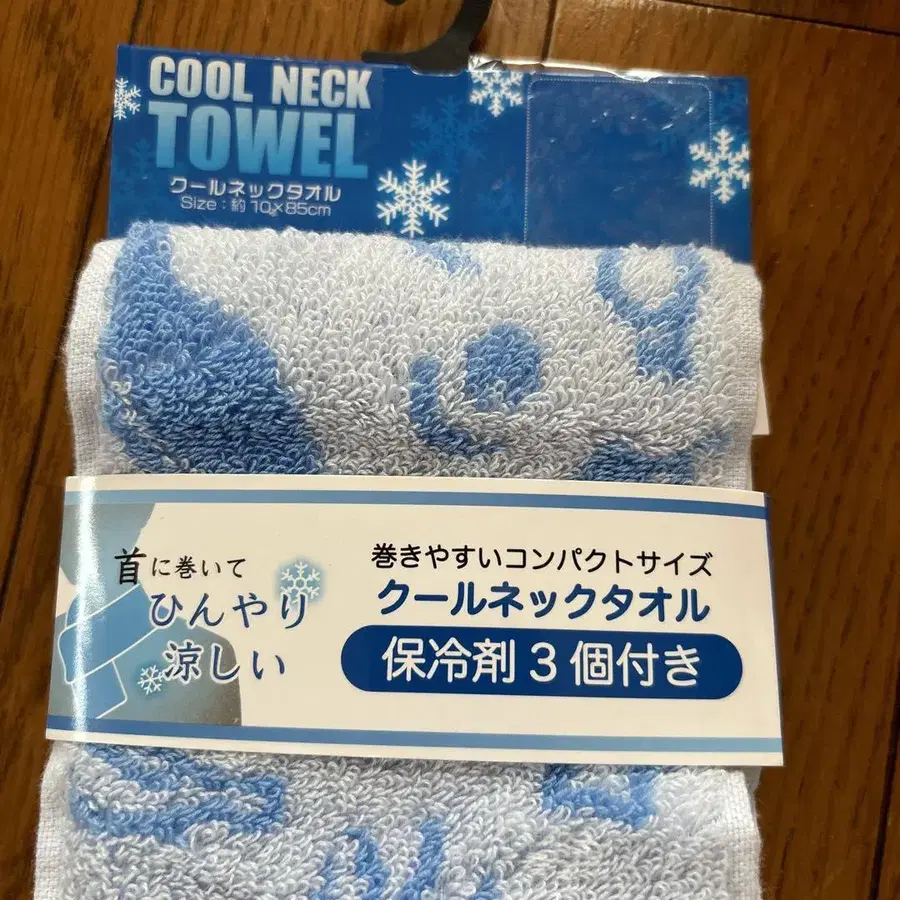 COOL NECK
TOWEL
クールネックタオル
Size：約10×85cm
首に巻いて
ひんやり
涼しい
巻きやすいコンパクトサイズ
クールネックタオル
保冷剤3個付き